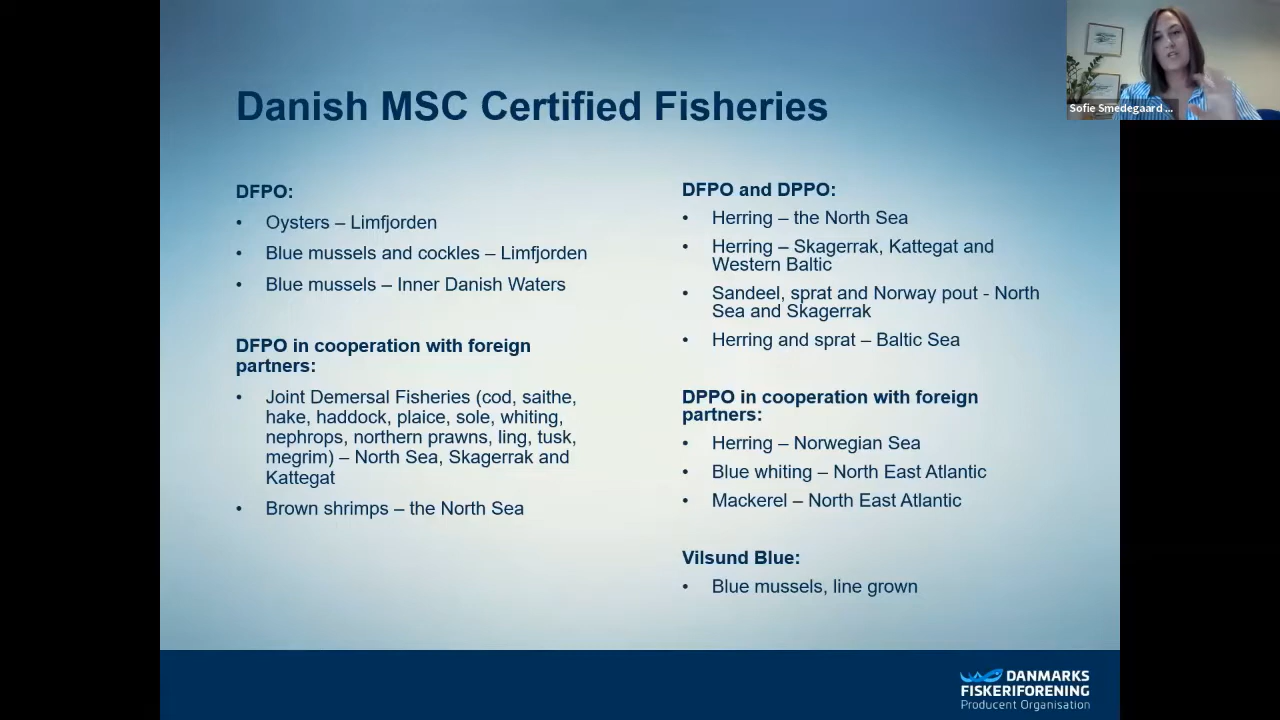 Danish MSC Certified Fisheries
DFPO:
• Oysters – Limfjorden
• Blue mussels and cockles – Limfjorden
• Blue mussels – Inner Danish Waters
DFPO in cooperation with foreign
partners:
• Joint Demersal Fisheries (cod, saithe,
hake, haddock, plaice, sole, whiting,
nephrops, northern prawns, ling, tusk,
megrim) – North Sea, Skagerrak and
Kattegat
• Brown shrimps – the North Sea
DFPO and DPPO:
• Herring – the North Sea
• Herring – Skagerrak, Kattegat and
Western Baltic
• Sandeel, sprat and Norway pout - North
Sea and Skagerrak
• Herring and sprat – Baltic Sea
DPPO in cooperation with foreign
partners:
• Herring – Norwegian Sea
• Blue whiting – North East Atlantic
• Mackerel – North East Atlantic
Vilsund Blue:
• Blue mussels, line grown
Sofie Smedegaard ...
DANMARKS
FISKERIFORENING
Producent Organisation